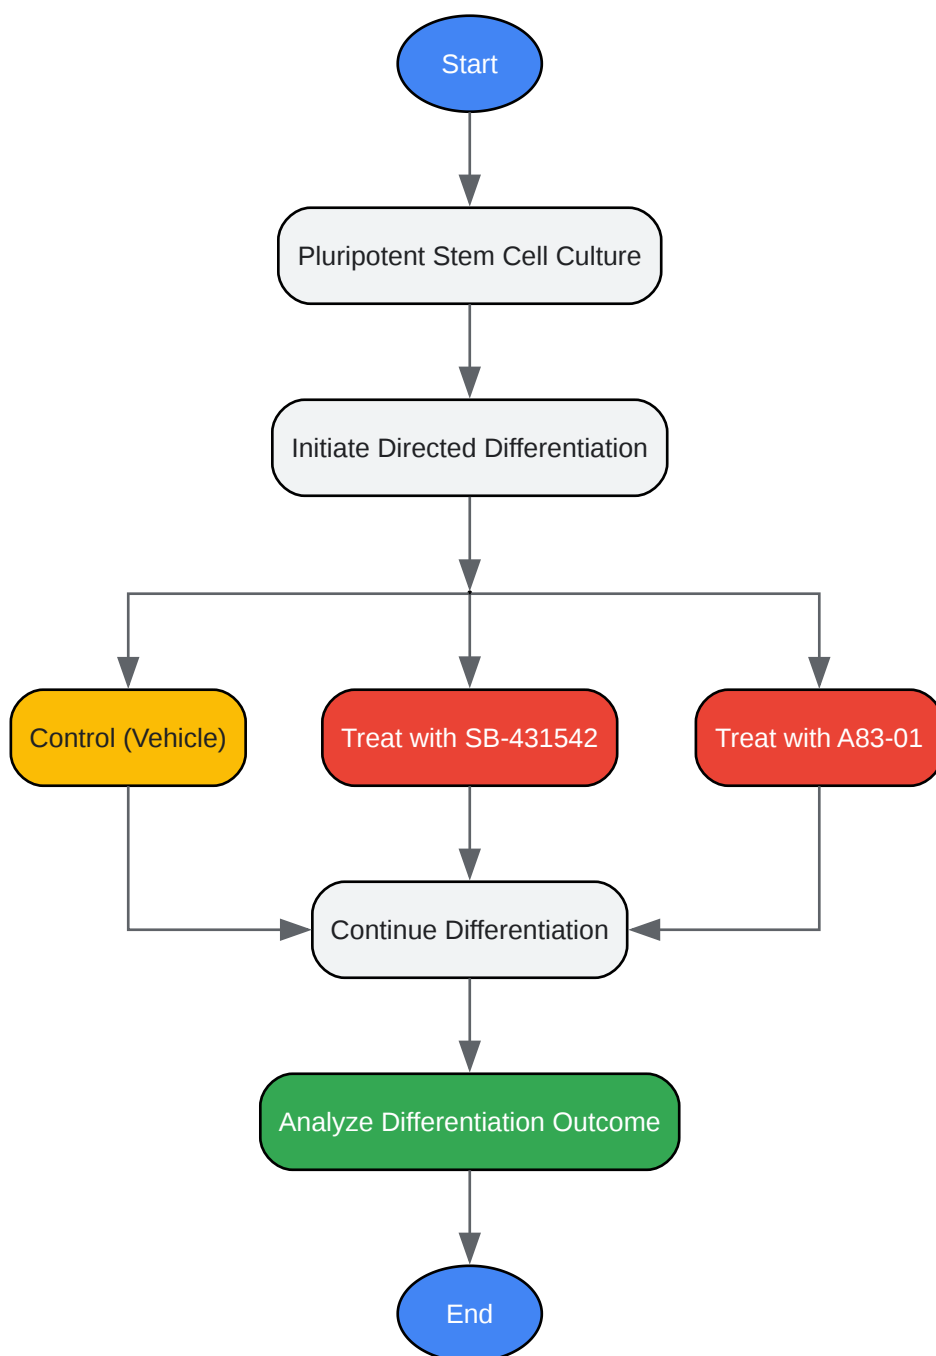 Start
Pluripotent Stem Cell Culture
Initiate Directed Differentiation
Control (Vehicle)
Treat with SB-431542
Treat with A83-01
Continue Differentiation
Analyze Differentiation Outcome
End